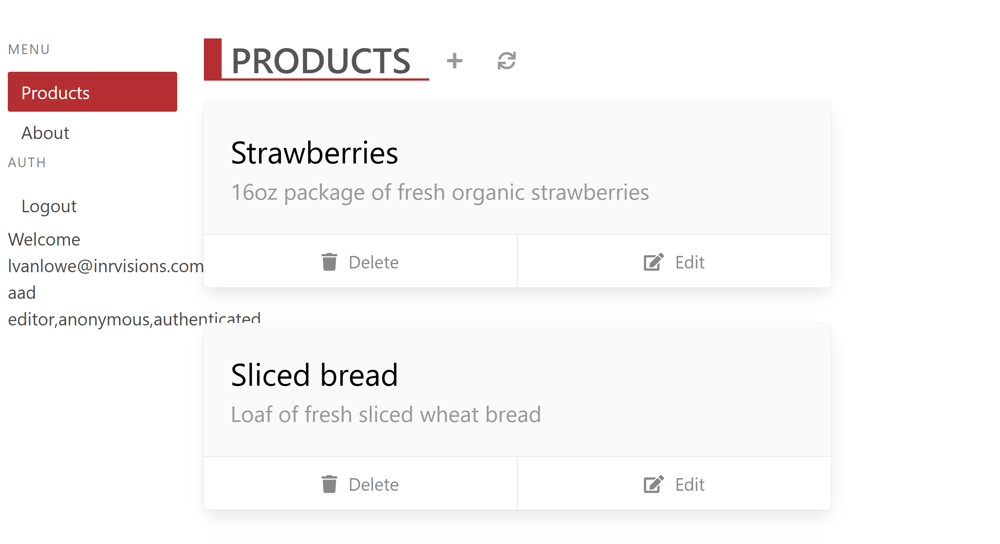 MENU
Products
About
AUTH
Logout
Welcome
lvanlowe@inrvisions.com
aad
editor,anonymous,authenticated
PRODUCTS
Strawberries
16oz package of fresh organic strawberries
Delete
Edit
Sliced bread
Loaf of fresh sliced wheat bread
Delete
Edit